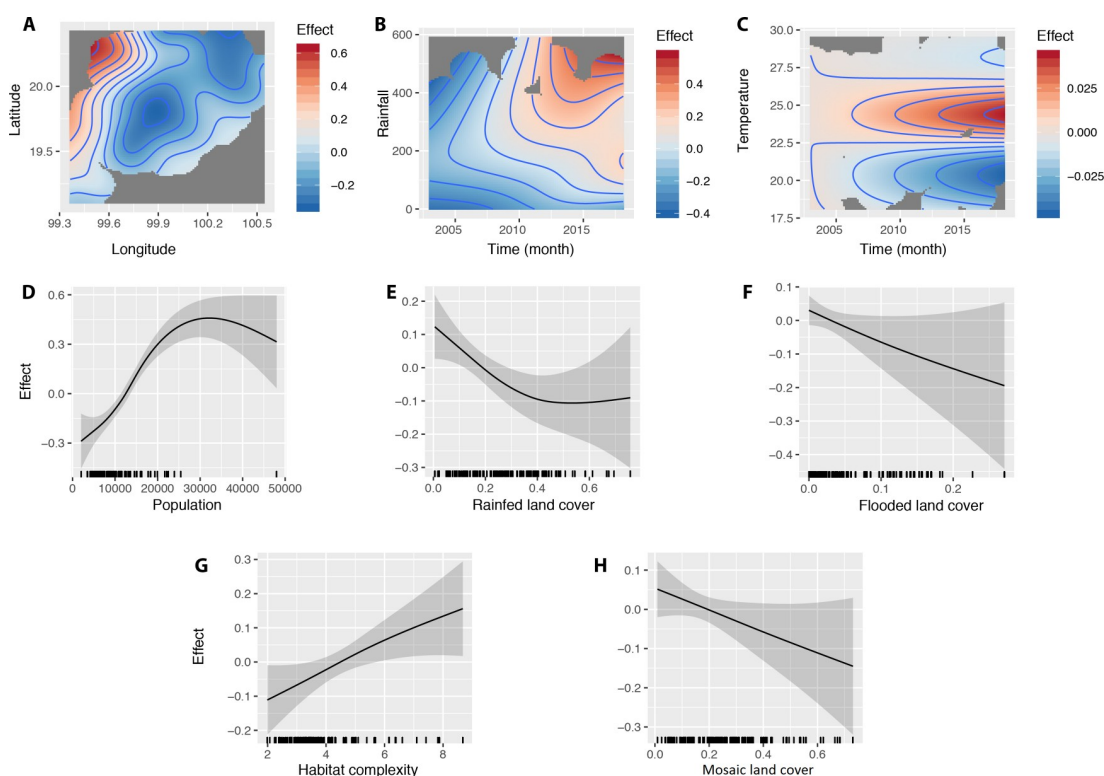 A
Effect
0.6
0.4
0.2
0.0
−0.2
Latitude
20.0
19.5
99.3 99.6 99.9 100.2 100.5
Longitude
B
Effect
0.4
0.2
0.0
−0.2
−0.4
Rainfall
600
400
200
0
2005 2010 2015
Time (month)
C
Effect
0.025
0.000
−0.025
Temperature
30.0
27.5
25.0
22.5
20.0
17.5
2005 2010 2015
Time (month)
D
Effect
0.6
0.3
0.0
−0.3
0 10000 20000 30000 40000 50000
Population
E
0.2
0.1
0.0
−0.1
−0.2
−0.3
0.0 0.2 0.4 0.6
Rainfed land cover
F
0.1
0.0
−0.1
−0.2
−0.3
−0.4
0.0 0.1 0.2
Flooded land cover
G
Effect
0.3
0.2
0.1
0.0
−0.1
−0.2
2 4 6 8
Habitat complexity
H
0.1
0.0
−0.1
−0.2
−0.3
0.0 0.2 0.4 0.6
Mosaic land cover